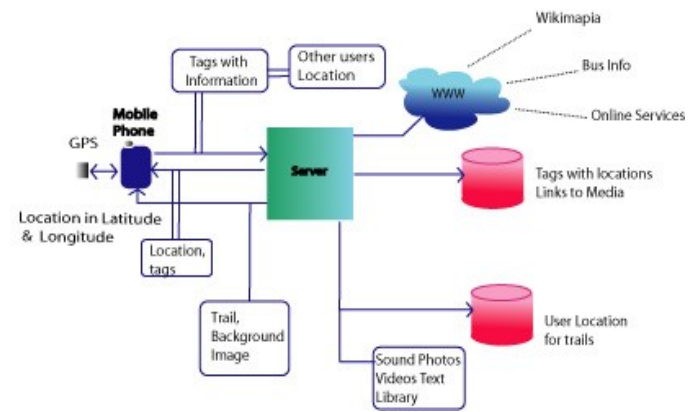 Wikimapia
Tags with
Information
Other users
Location
Bus Info
WWW
Online Services
Mobile
Phone
GPS
Server
Tags with locations
Links to Media
Location in Latitude
& Longitude
Location,
tags
Trail,
Background
Image
User Location
for trails
Sound Photos
Videos Text
Library